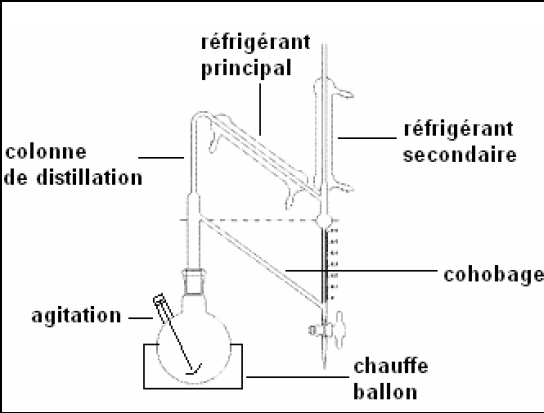 réfrigérant
principal
colonne
de distillation
réfrigérant
secondaire
cohobage
agitation
chauffe
ballon